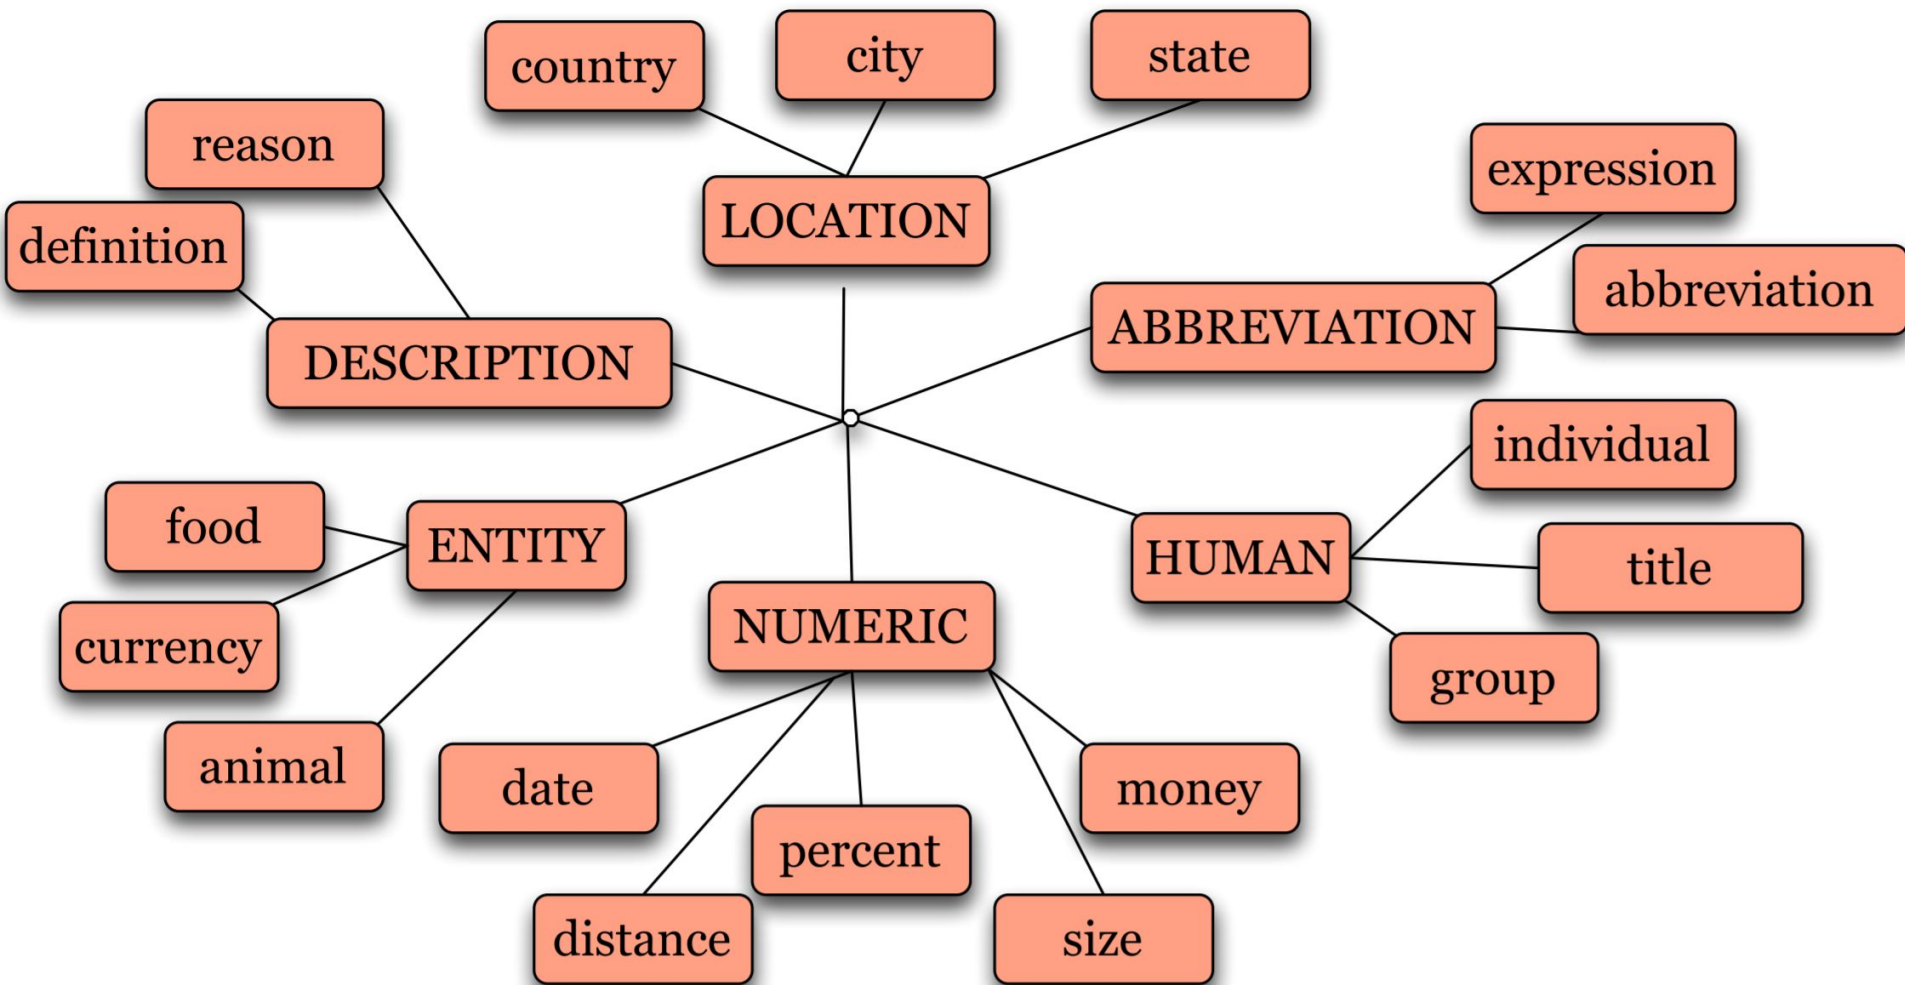 country
city
state
reason
expression
LOCATION
definition
abbreviation
ABBREVIATION
DESCRIPTION
individual
food
ENTITY
HUMAN
title
NUMERIC
currency
group
animal
date
money
percent
distance
size